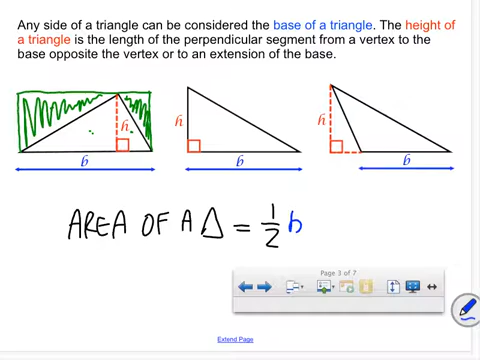 Any side of a triangle can be considered the base of a triangle. The height of
a triangle is the length of the perpendicular segment from a vertex to the
base opposite the vertex or to an extension of the base.
h
h
h
b
b
b
AREA OF A Δ = 1/2 b
Page 3 of 7
Extend Page